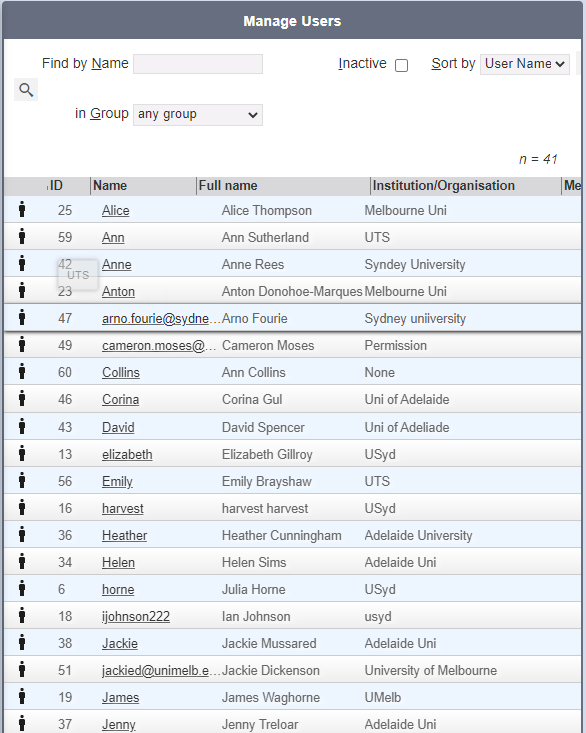 Manage Users
Find by Name Inactive Sort by User Name
in Group any group
n = 41
ID Name Full name Institution/Organisation Me
25 Alice Alice Thompson Melbourne Uni
59 Ann Ann Sutherland UTS
42 Anne Anne Rees Syndey University
UTS
23 Anton Anton Donohoe-Marques Melbourne Uni
47 arno.fourie@sydne... Arno Fourie Sydney uniiversity
49 cameron.moses@... Cameron Moses Permission
60 Collins Ann Collins None
46 Corina Corina Gul Uni of Adelaide
43 David David Spencer Uni of Adeliade
13 elizabeth Elizabeth Gillroy USyd
56 Emily Emily Brayshaw UTS
16 harvest harvest harvest USyd
36 Heather Heather Cunningham Adelaide University
34 Helen Helen Sims Adelaide Uni
6 horne Julia Horne USyd
18 ijohnson222 Ian Johnson usyd
38 Jackie Jackie Mussared Adelaide Uni
51 jackied@unimelb.e... Jackie Dickenson University of Melbourne
19 James James Waghorne UMelb
37 Jenny Jenny Treloar Adelaide Uni